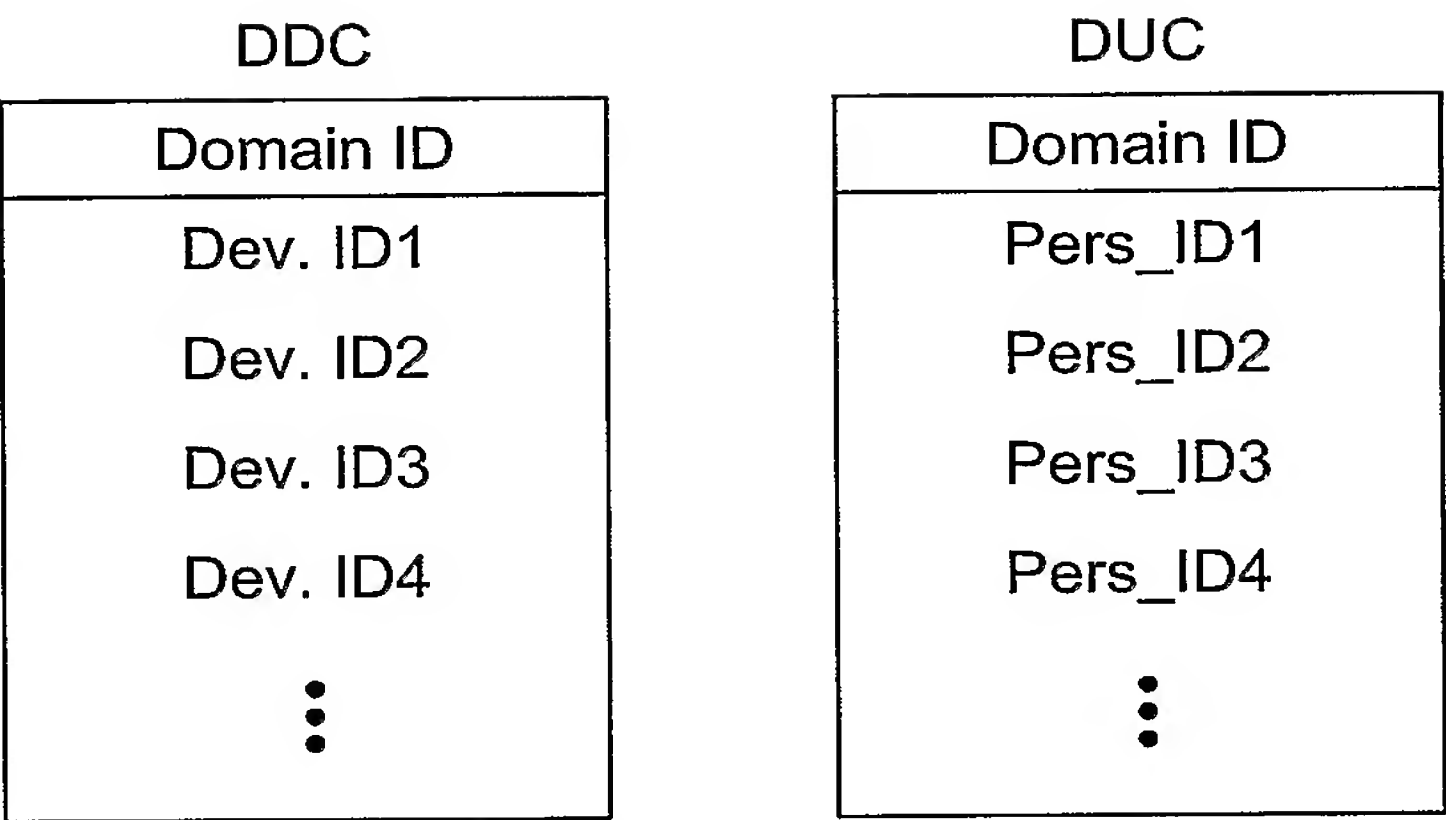 DDC
Domain ID
Dev. ID1
Dev. ID2
Dev. ID3
Dev. ID4
DUC
Domain ID
Pers_ID1
Pers_ID2
Pers_ID3
Pers_ID4